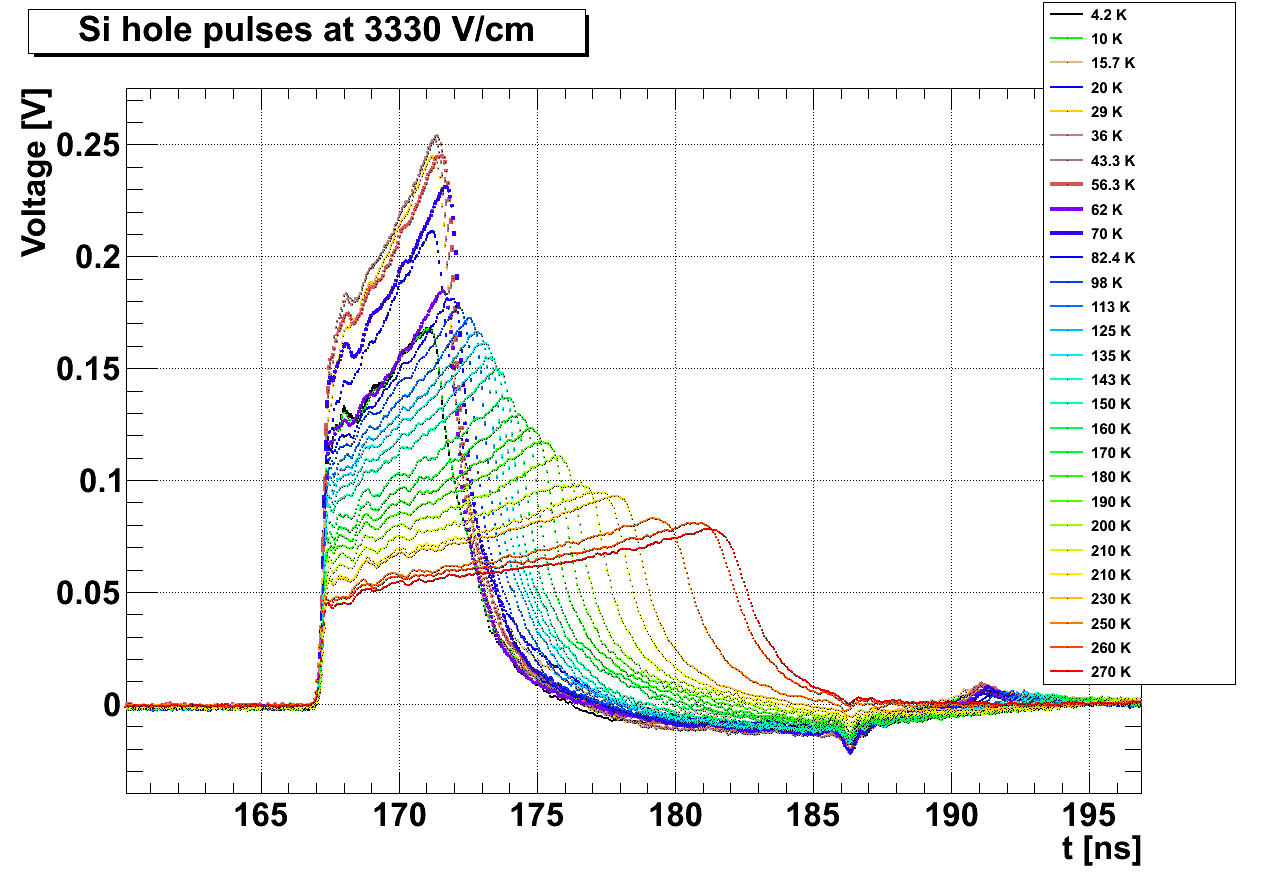 Si hole pulses at 3330 V/cm
Voltage [V]
0.25
0.2
0.15
0.1
0.05
0
165
170
175
180
185
190
195
t [ns]
4.2 K
10 K
15.7 K
20 K
29 K
36 K
43.3 K
56.3 K
62 K
70 K
82.4 K
98 K
113 K
125 K
135 K
143 K
150 K
160 K
170 K
180 K
190 K
200 K
210 K
210 K
230 K
250 K
260 K
270 K